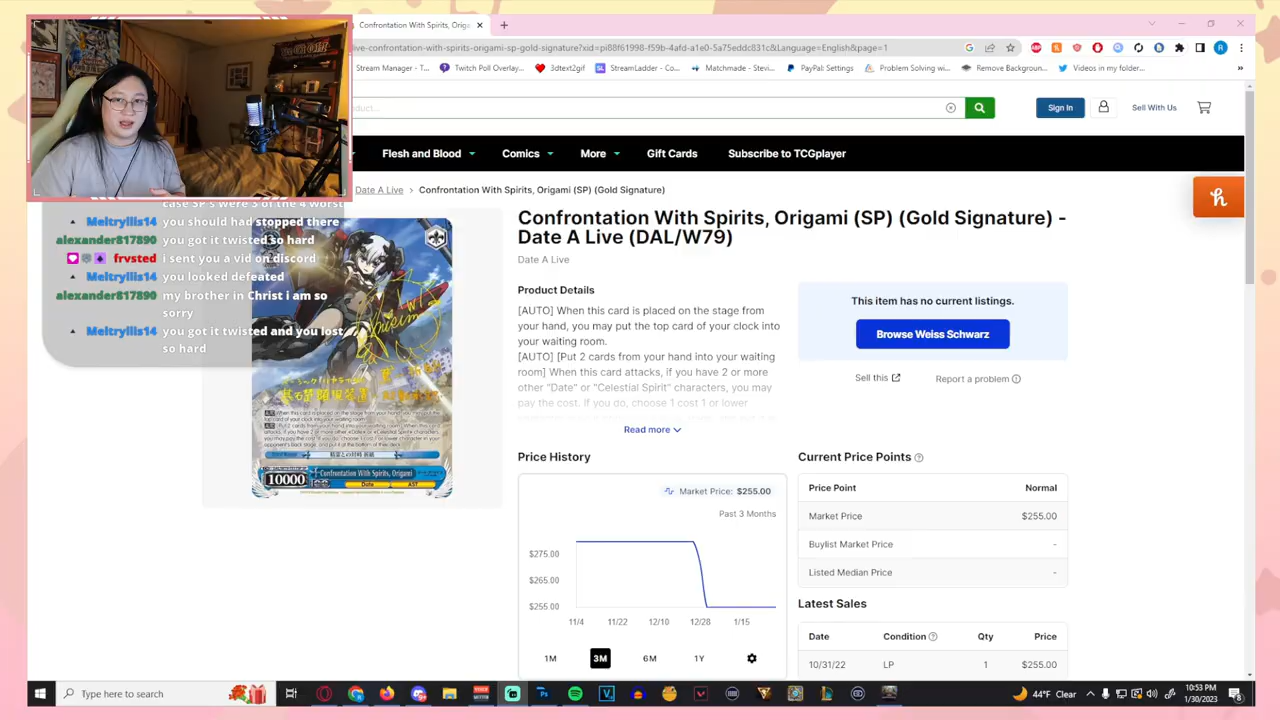 Confrontation With Spirits, Orig
live-confrontation-with-spirits-origami-sp-gold-signature?xid=pi88f61998-f59b-4afd-a1e0-5a75eddc831c&Language=English&page=1
Stream Manager - T... Twitch Poll Overlay... 3dtext2gif StreamLadder - Co... Matchmade - Stevie... PayPal: Settings Problem Solving wi... Remove Backgroun... Videos in my folder... »
Sign In Sell With Us
Flesh and Blood Comics More Gift Cards Subscribe to TCGplayer
Date A Live > Confrontation With Spirits, Origami (SP) (Gold Signature)
case SP's were 3 of the 4 worst
Meltryllis14 you should had stopped there
alexander817890 you got it twisted so hard
frvsted i sent you a vid on discord
Meltryllis14 you looked defeated
alexander817890 my brother in Christ i am so
sorry
Meltryllis14 you got it twisted and you lost
so hard
10000 Confrontation With Spirits, Origami
Date AST
Confrontation With Spirits, Origami (SP) (Gold Signature) -
Date A Live (DAL/W79)
Date A Live
Product Details
[AUTO] When this card is placed on the stage from
your hand, you may put the top card of your clock into
your waiting room.
[AUTO] [Put 2 cards from your hand into your waiting
room] When this card attacks, if you have 2 or more
other "Date" or "Celestial Spirit" characters, you may
pay the cost. If you do, choose 1 cost 1 or lower
Read more
This item has no current listings.
Browse Weiss Schwarz
Sell this Report a problem
Price History
Market Price: $255.00
Past 3 Months
$275.00
$265.00
$255.00
11/4 11/22 12/10 12/28 1/15
1M 3M 6M 1Y
Current Price Points
Price Point Normal
Market Price $255.00
Buylist Market Price -
Listed Median Price -
Latest Sales
Date Condition Qty Price
10/31/22 LP 1 $255.00
Type here to search
44°F Clear
10:53 PM
1/30/2023